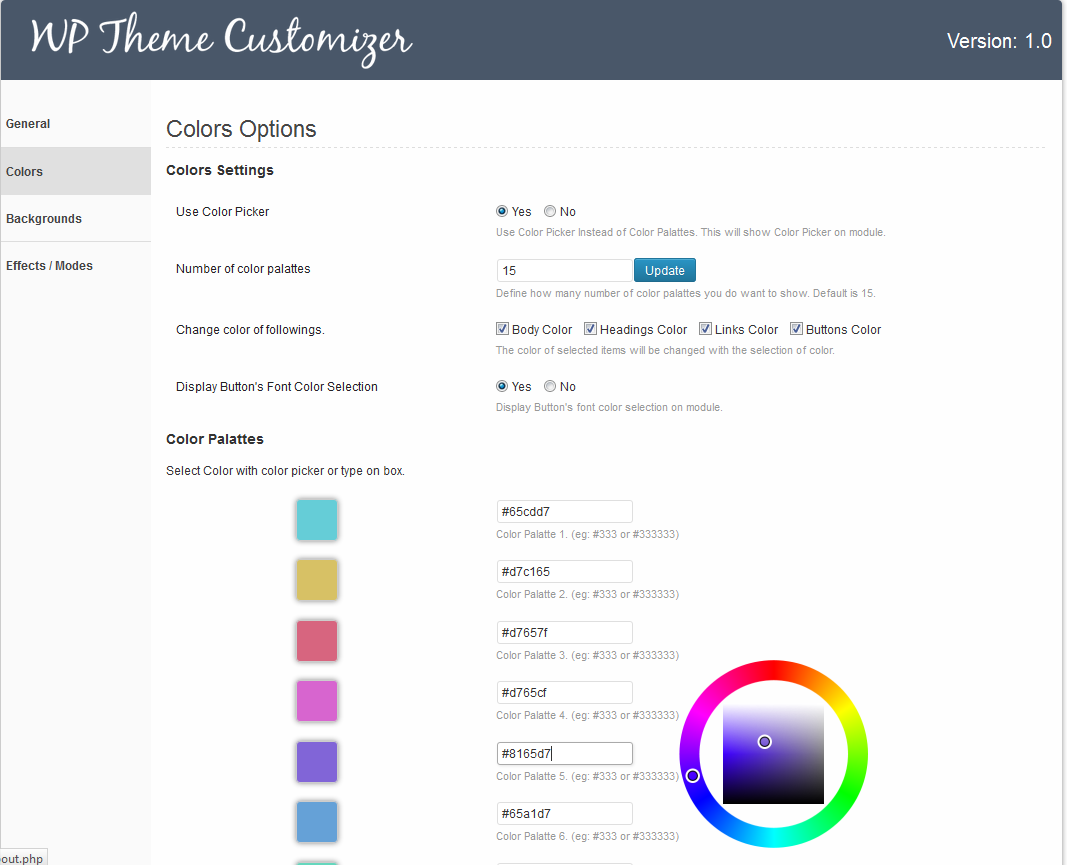 WP Theme Customizer
Version: 1.0
General
Colors
Backgrounds
Effects / Modes
Colors Options
Colors Settings
Use Color Picker
Yes No
Use Color Picker Instead of Color Palattes. This will show Color Picker on module.
Number of color palattes
15 Update
Define how many number of color palattes you do want to show. Default is 15.
Change color of followings.
Body Color Headings Color Links Color Buttons Color
The color of selected items will be changed with the selection of color.
Display Button's Font Color Selection
Yes No
Display Button's font color selection on module.
Color Palattes
Select Color with color picker or type on box.
#65cdd7
Color Palatte 1. (eg: #333 or #333333)
#d7c165
Color Palatte 2. (eg: #333 or #333333)
#d7657f
Color Palatte 3. (eg: #333 or #333333)
#d765cf
Color Palatte 4. (eg: #333 or #333333)
#8165d7
Color Palatte 5. (eg: #333 or #333333)
#65a1d7
Color Palatte 6. (eg: #333 or #333333)
out.php